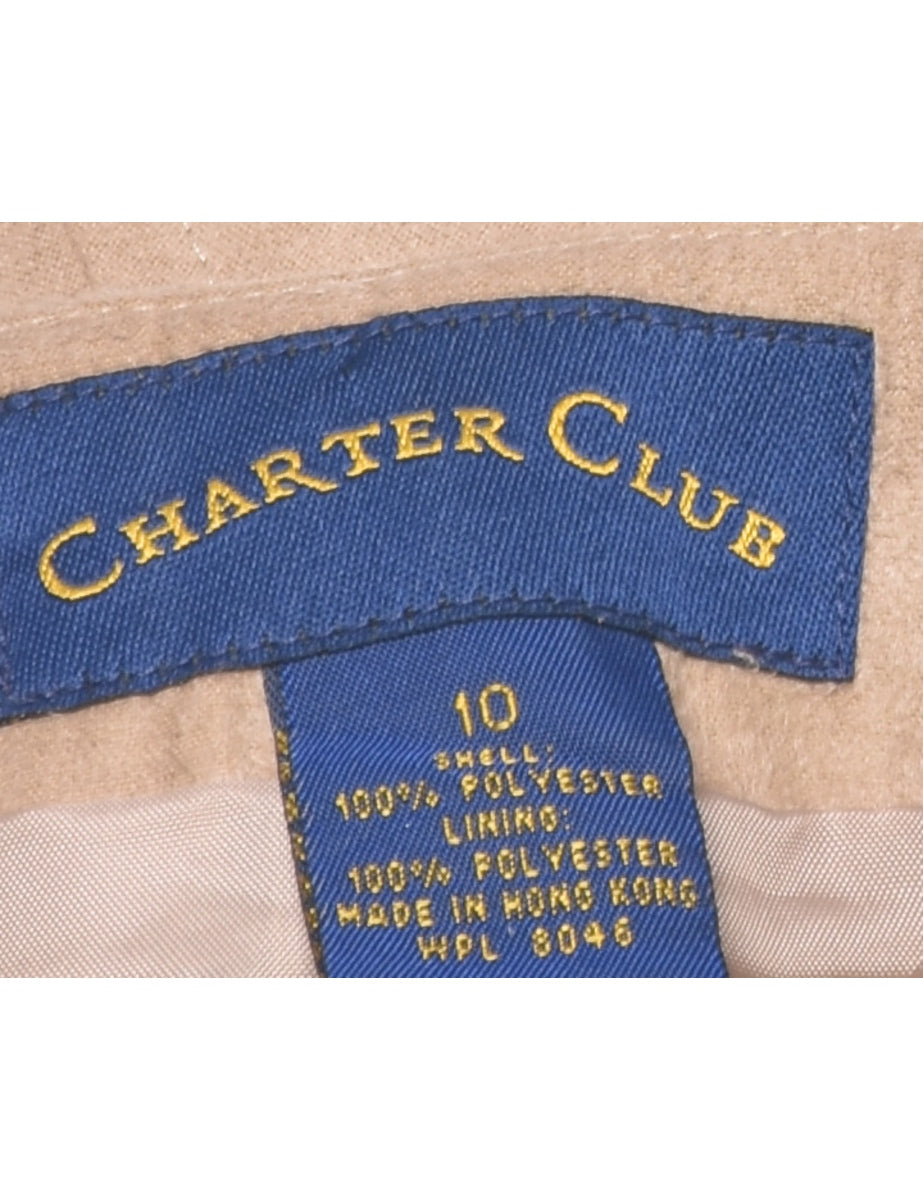 CHARTER CLUB
10
SHELL:
100% POLYESTER
LINING:
100% POLYESTER
MADE IN HONG KONG
WPL 8046